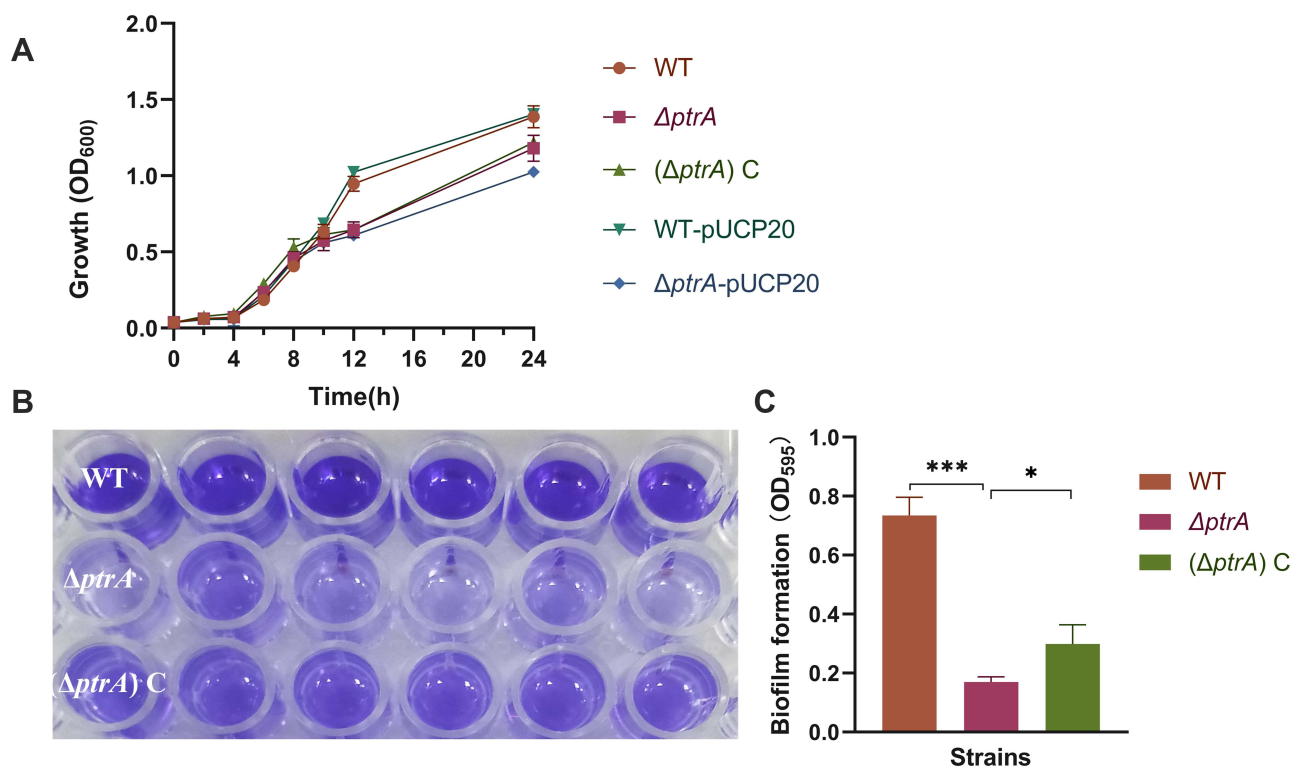 A
2.0
1.5
1.0
0.5
0.0
Growth (OD600)
0 4 8 12 16 20 24
Time(h)
WT
ΔptrA
(ΔptrA) C
WT-pUCP20
ΔptrA-pUCP20
B
WT
ΔptrA
(ΔptrA) C
C
1.0
0.8
0.6
0.4
0.2
0.0
Biofilm formation（OD595）
***
*
Strains
WT
ΔptrA
(ΔptrA) C